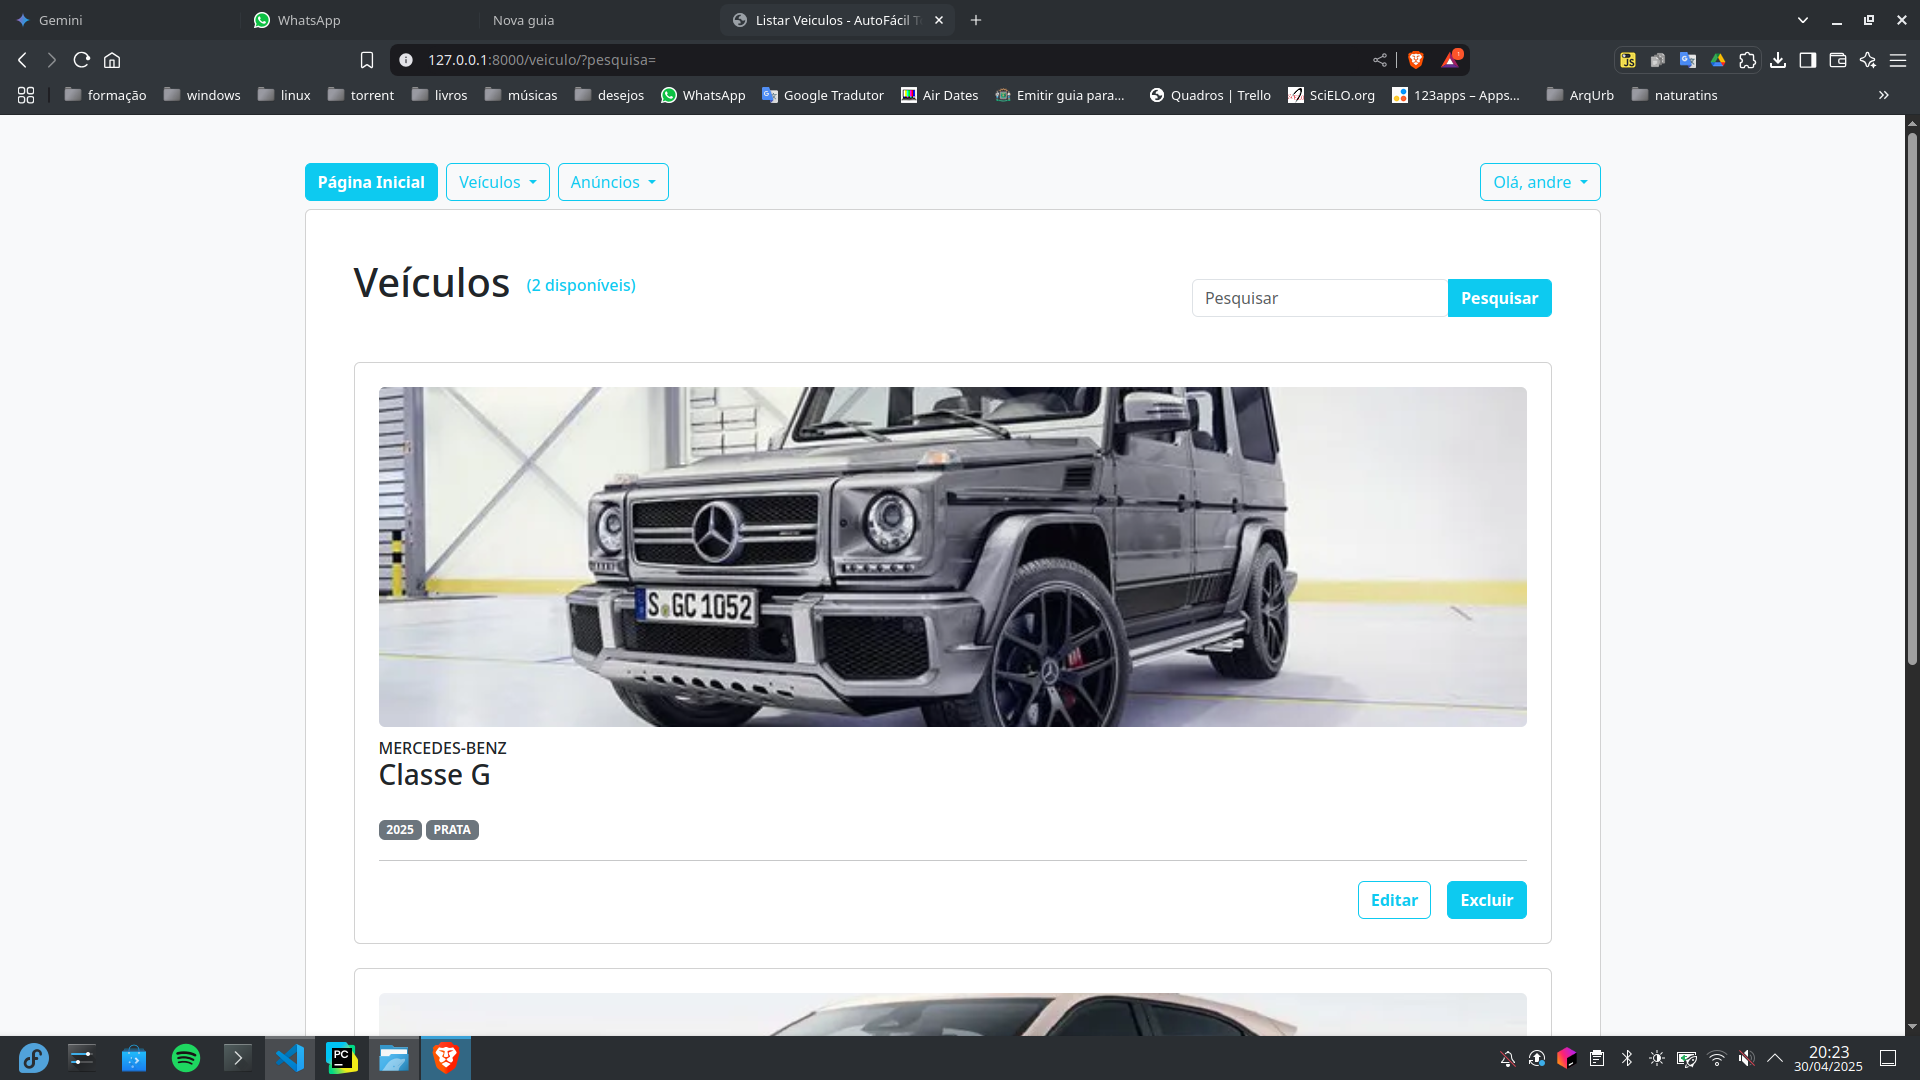 Gemini
WhatsApp
Nova guia
Listar Veiculos - AutoFácil
127.0.0.1:8000/veiculo/?pesquisa=
formação
windows
linux
torrent
livros
músicas
desejos
WhatsApp
Google Tradutor
Air Dates
Emitir guia para...
Quadros | Trello
SciELO.org
123apps – Apps...
ArqUrb
naturatins
Página Inicial
Veículos
Anúncios
Olá, andre
Veículos (2 disponíveis)
Pesquisar
Pesquisar
S GC 1052
MERCEDES-BENZ
Classe G
2025 PRATA
Editar
Excluir
JS
PC
20:23
30/04/2025